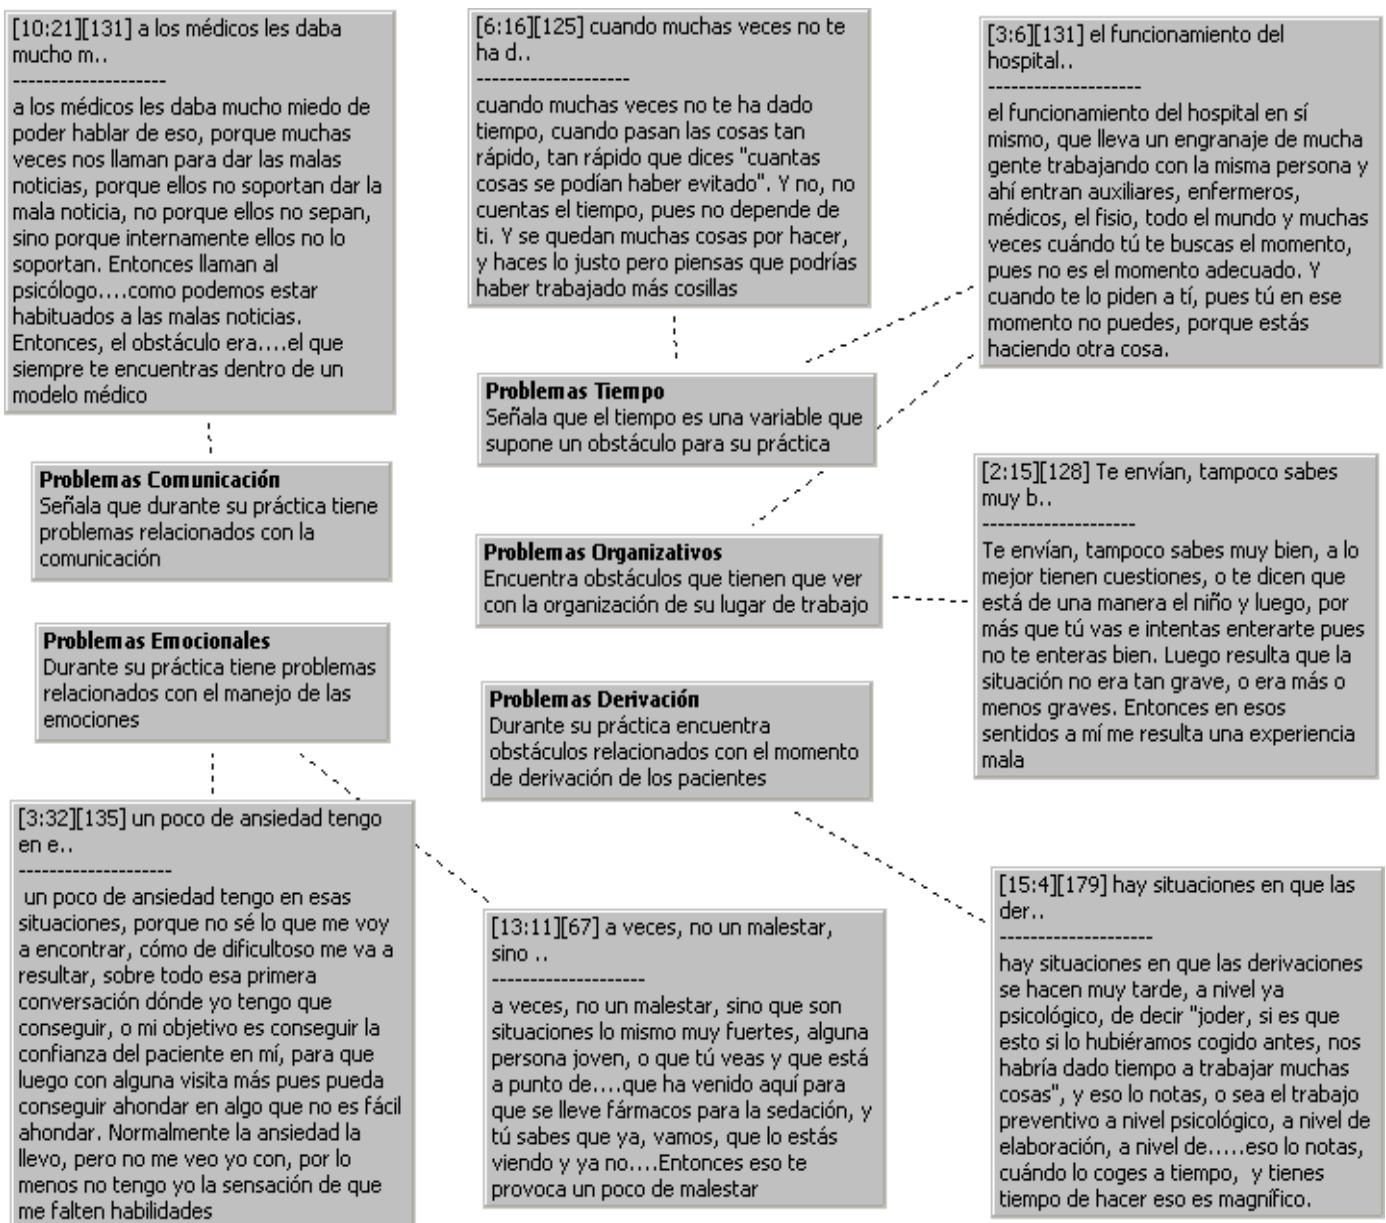 [10:21][131] a los médicos les daba
mucho m..
--------------------
a los médicos les daba mucho miedo de
poder hablar de eso, porque muchas
veces nos llaman para dar las malas
noticias, porque ellos no soportan dar la
mala noticia, no porque ellos no sepan,
sino porque internamente ellos no lo
soportan. Entonces llaman al
psicólogo....como podemos estar
habituados a las malas noticias.
Entonces, el obstáculo era....el que
siempre te encuentras dentro de un
modelo médico
[6:16][125] cuando muchas veces no te
ha d..
--------------------
cuando muchas veces no te ha dado
tiempo, cuando pasan las cosas tan
rápido, tan rápido que dices "cuantas
cosas se podían haber evitado". Y no, no
cuentas el tiempo, pues no depende de
ti. Y se quedan muchas cosas por hacer,
y haces lo justo pero piensas que podrías
haber trabajado más cosillas
[3:6][131] el funcionamiento del
hospital..
--------------------
el funcionamiento del hospital en sí
mismo, que lleva un engranaje de mucha
gente trabajando con la misma persona y
ahí entran auxiliares, enfermeros,
médicos, el fisio, todo el mundo y muchas
veces cuándo tú te buscas el momento,
pues no es el momento adecuado. Y
cuando te lo piden a tí, pues tú en ese
momento no puedes, porque estás
haciendo otra cosa.
Problemas Tiempo
Señala que el tiempo es una variable que
supone un obstáculo para su práctica
Problemas Comunicación
Señala que durante su práctica tiene
problemas relacionados con la
comunicación
Problemas Organizativos
Encuentra obstáculos que tienen que ver
con la organización de su lugar de trabajo
[2:15][128] Te envían, tampoco sabes
muy b..
--------------------
Te envían, tampoco sabes muy bien, a lo
mejor tienen cuestiones, o te dicen que
está de una manera el niño y luego, por
más que tú vas e intentas enterarte pues
no te enteras bien. Luego resulta que la
situación no era tan grave, o era más o
menos graves. Entonces en esos
sentidos a mí me resulta una experiencia
mala
Problemas Emocionales
Durante su práctica tiene problemas
relacionados con el manejo de las
emociones
Problemas Derivación
Durante su práctica encuentra
obstáculos relacionados con el momento
de derivación de los pacientes
[3:32][135] un poco de ansiedad tengo
en e..
--------------------
un poco de ansiedad tengo en esas
situaciones, porque no sé lo que me voy
a encontrar, cómo de dificultoso me va a
resultar, sobre todo esa primera
conversación dónde yo tengo que
conseguir, o mi objetivo es conseguir la
confianza del paciente en mí, para que
luego con alguna visita más pues pueda
conseguir ahondar en algo que no es fácil
ahondar. Normalmente la ansiedad la
llevo, pero no me veo yo con, por lo
menos no tengo yo la sensación de que
me falten habilidades
[13:11][67] a veces, no un malestar,
sino ..
--------------------
a veces, no un malestar, sino que son
situaciones lo mismo muy fuertes, alguna
persona joven, o que tú veas y que está
a punto de....que ha venido aquí para
que se lleve fármacos para la sedación, y
tú sabes que ya, vamos, que lo estás
viendo y ya no....Entonces eso te
provoca un poco de malestar
[15:4][179] hay situaciones en que las
der..
--------------------
hay situaciones en que las derivaciones
se hacen muy tarde, a nivel ya
psicológico, de decir "joder, si es que
esto si lo hubiéramos cogido antes, nos
habría dado tiempo a trabajar muchas
cosas", y eso lo notas, o sea el trabajo
preventivo a nivel psicológico, a nivel de
elaboración, a nivel de.....eso lo notas,
cuándo lo coges a tiempo, y tienes
tiempo de hacer eso es magnífico.